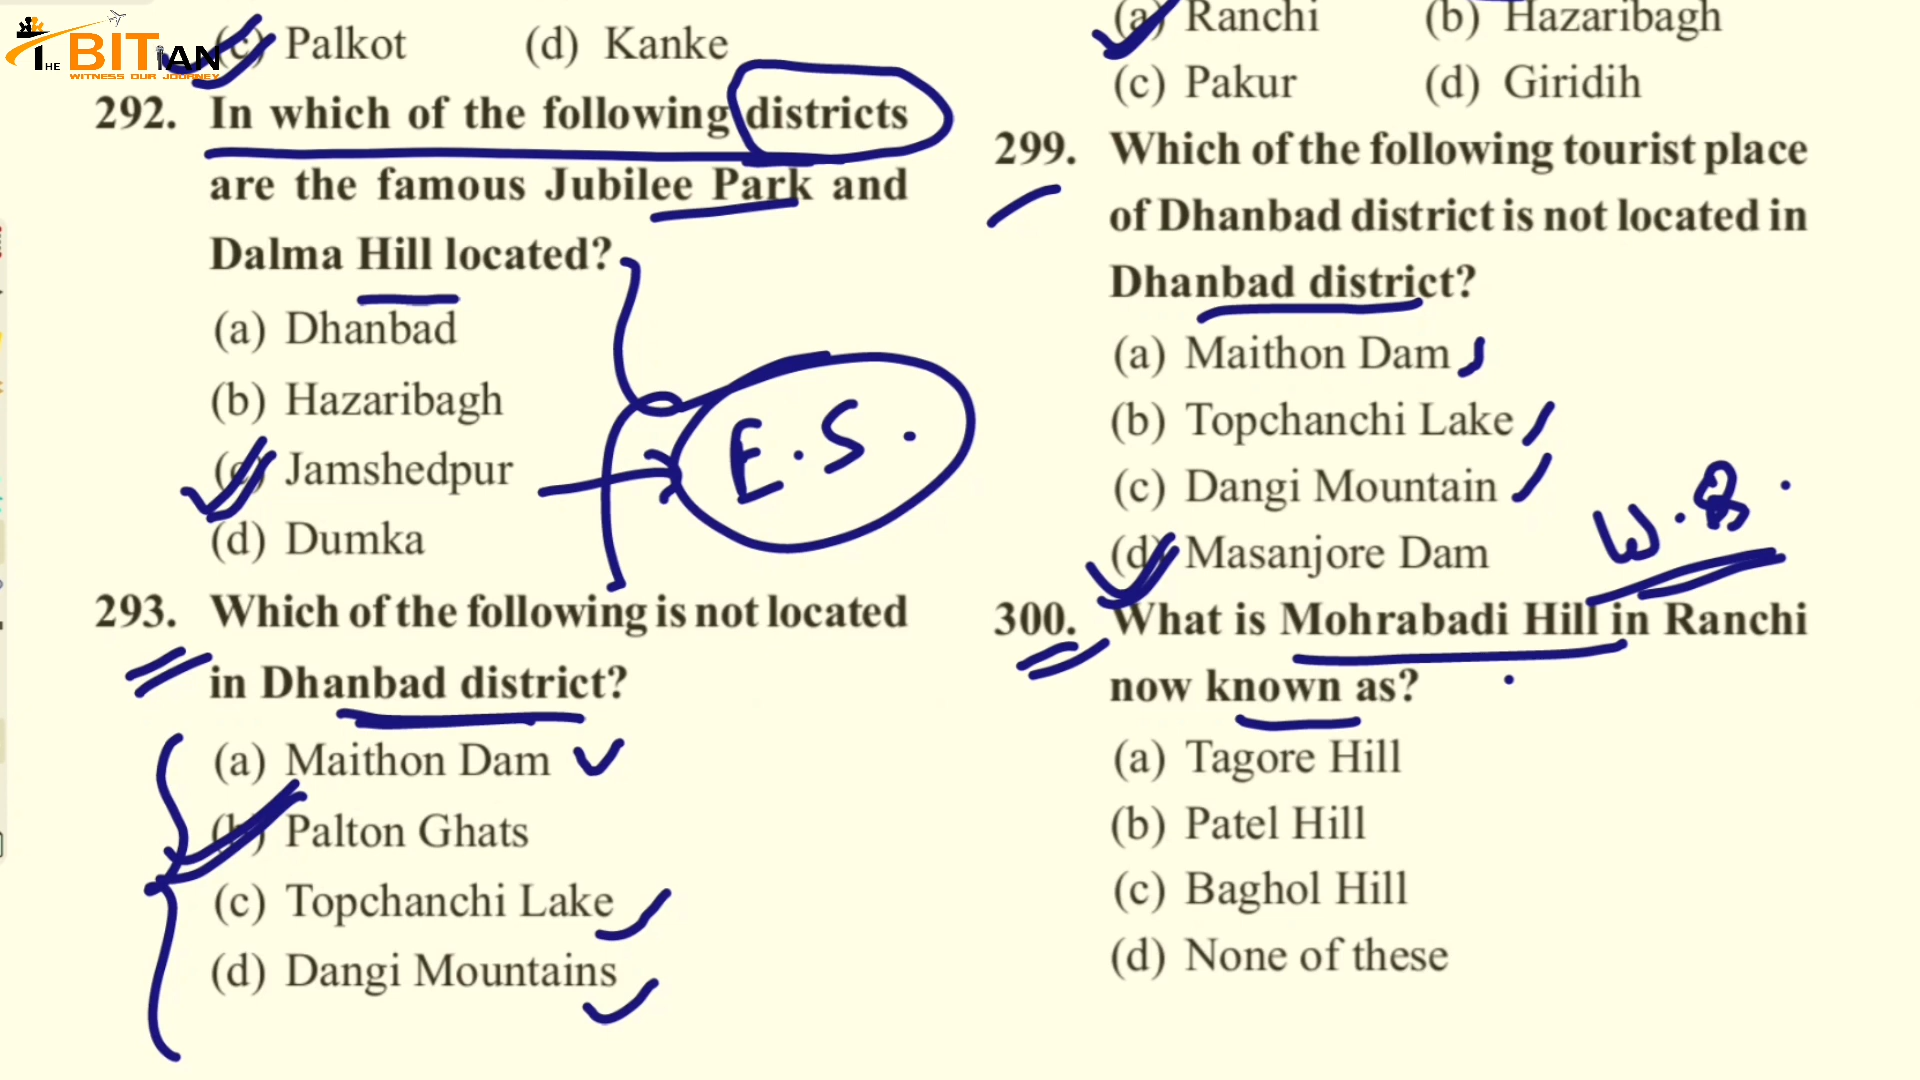 THE BITIAN
WITNESS OUR JOURNEY
(c) Palkot (d) Kanke
292. In which of the following districts
are the famous Jubilee Park and
Dalma Hill located?
(a) Dhanbad
(b) Hazaribagh
(c) Jamshedpur
(d) Dumka
E.S.
293. Which of the following is not located
in Dhanbad district?
(a) Maithon Dam
(b) Palton Ghats
(c) Topchanchi Lake
(d) Dangi Mountains
(a) Ranchi (b) Hazaribagh
(c) Pakur (d) Giridih
299. Which of the following tourist place
of Dhanbad district is not located in
Dhanbad district?
(a) Maithon Dam
(b) Topchanchi Lake
(c) Dangi Mountain
(d) Masanjore Dam
W.B.
300. What is Mohrabadi Hill in Ranchi
now known as?
(a) Tagore Hill
(b) Patel Hill
(c) Baghol Hill
(d) None of these